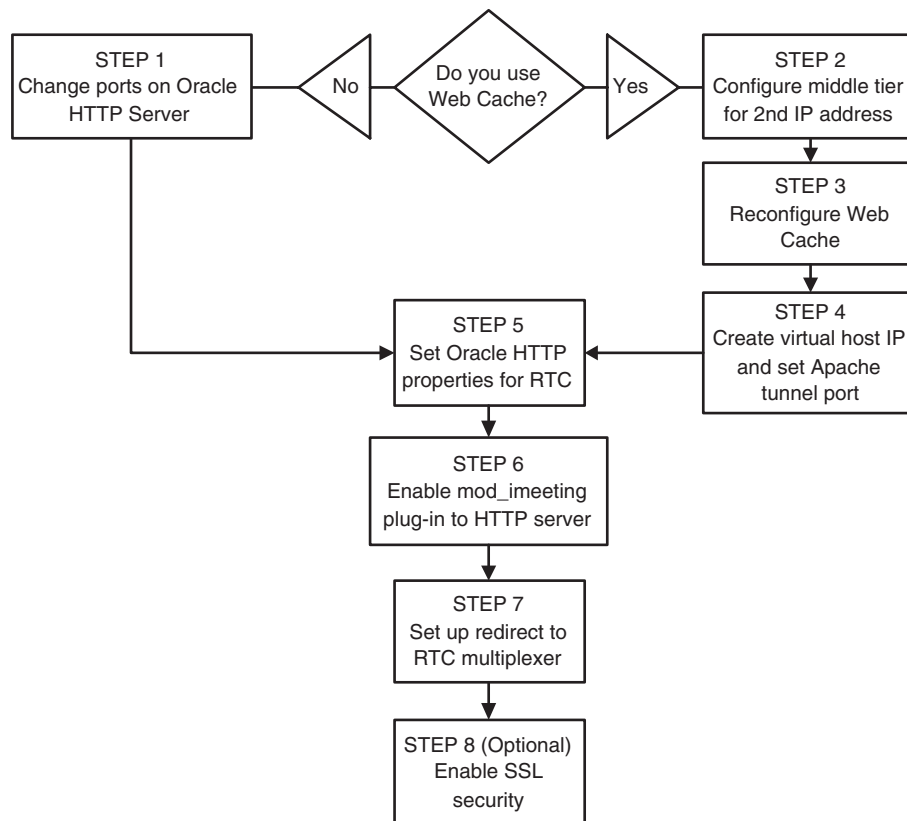 STEP 1
Change ports on Oracle
HTTP Server
No
Do you use
Web Cache?
Yes
STEP 2
Configure middle tier
for 2nd IP address
STEP 3
Reconfigure Web
Cache
STEP 4
Create virtual host IP
and set Apache
tunnel port
STEP 5
Set Oracle HTTP
properties for RTC
STEP 6
Enable mod_imeeting
plug-in to HTTP server
STEP 7
Set up redirect to
RTC multiplexer
STEP 8 (Optional)
Enable SSL
security